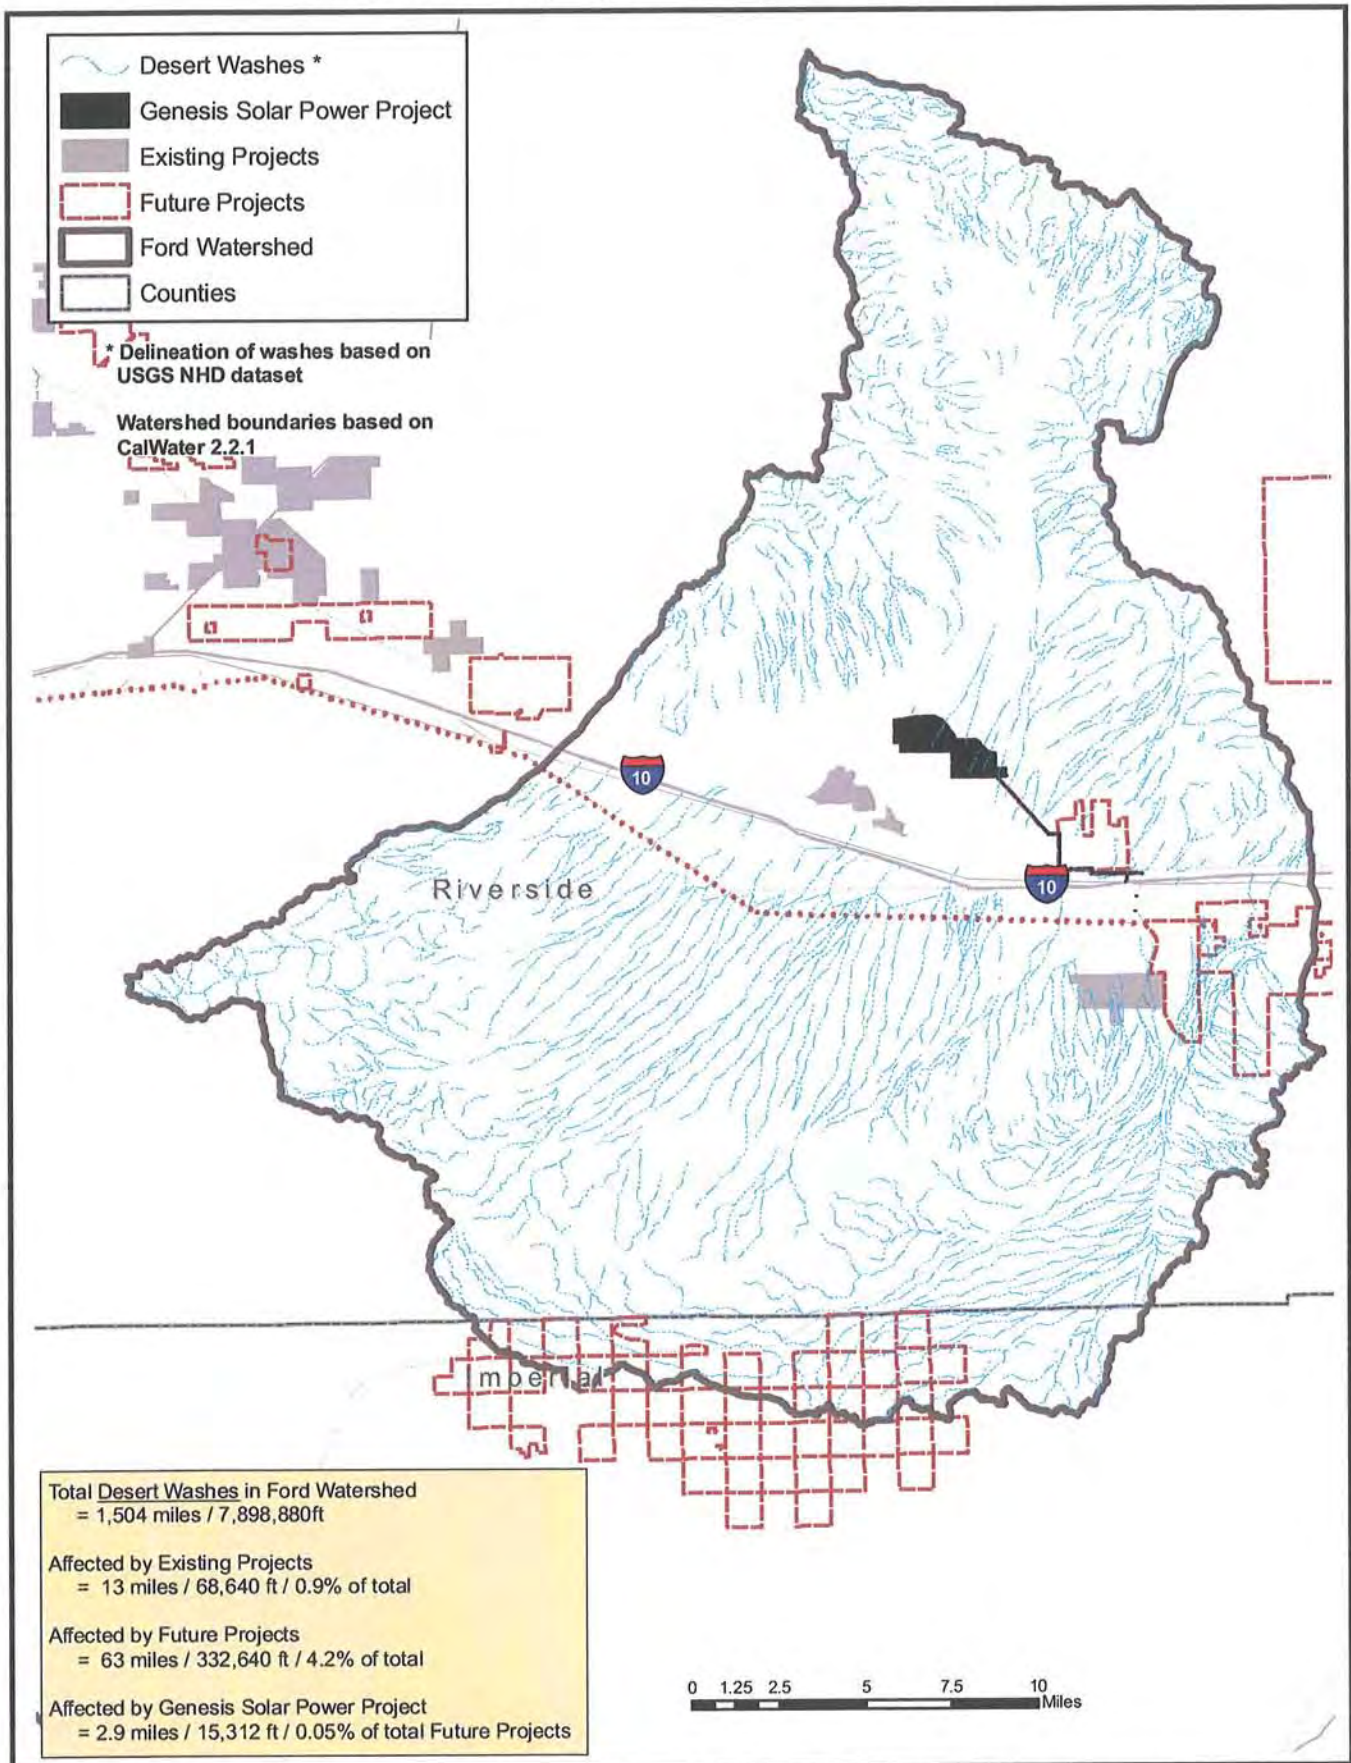 Desert Washes *
Genesis Solar Power Project
Existing Projects
Future Projects
Ford Watershed
Counties
* Delineation of washes based on
USGS NHD dataset
Watershed boundaries based on
CalWater 2.2.1
10
Riverside
10
mperial
Total Desert Washes in Ford Watershed
= 1,504 miles / 7,898,880ft
Affected by Existing Projects
= 13 miles / 68,640 ft / 0.9% of total
Affected by Future Projects
= 63 miles / 332,640 ft / 4.2% of total
Affected by Genesis Solar Power Project
= 2.9 miles / 15,312 ft / 0.05% of total Future Projects
0 1.25 2.5 5 7.5 10
Miles